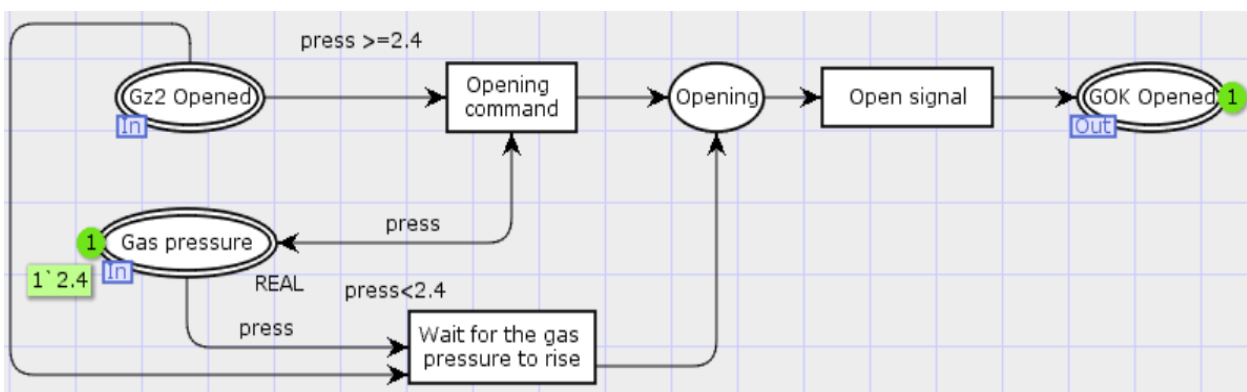 press >=2.4
Gz2 Opened
In
Opening
command
Opening
Open signal
GOK Opened
1
Out
press
1
Gas pressure
In
1`2.4
REAL
press<2.4
press
Wait for the gas
pressure to rise